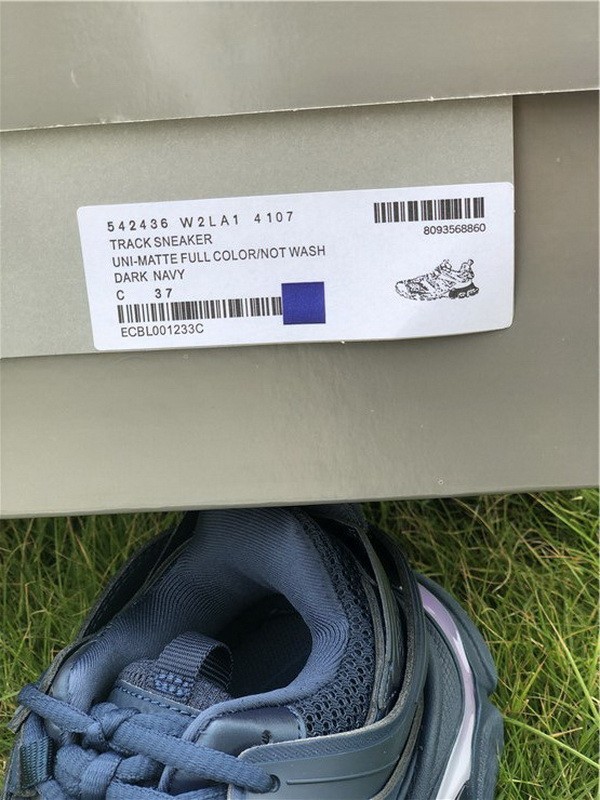 542436 W2LA1 4107
TRACK SNEAKER
UNI-MATTE FULL COLOR/NOT WASH
DARK NAVY
C 37
ECBL001233C
8093568860